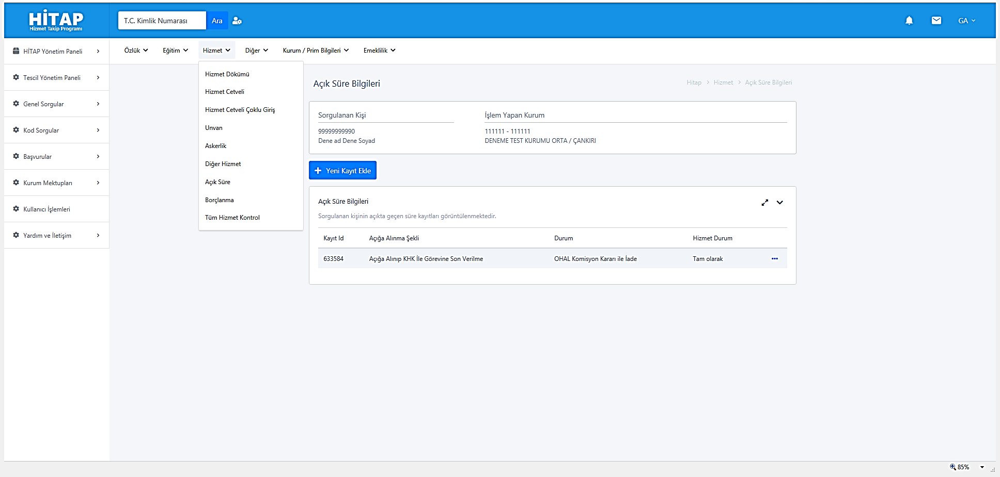 HİTAP
Hizmet Takip Programı
T.C. Kimlik Numarası
Ara
GA
HİTAP Yönetim Paneli
Tescil Yönetim Paneli
Genel Sorgular
Kod Sorgular
Başvurular
Kurum Mektupları
Kullanıcı İşlemleri
Yardım ve İletişim
Özlük
Eğitim
Hizmet
Diğer
Kurum / Prim Bilgileri
Emeklilik
Hizmet Dökümü
Hizmet Cetveli
Hizmet Cetveli Çoklu Giriş
Unvan
Askerlik
Diğer Hizmet
Açık Süre
Borçlanma
Tüm Hizmet Kontrol
Açık Süre Bilgileri
Hitap > Hizmet > Açık Süre Bilgileri
Sorgulanan Kişi
99999999990
Dene ad Dene Soyad
İşlem Yapan Kurum
111111 - 111111
DENEME TEST KURUMU ORTA / ÇANKIRI
+ Yeni Kayıt Ekle
Açık Süre Bilgileri
Sorgulanan kişinin açıkta geçen süre kayıtları görüntülenmektedir.
Kayıt Id Açığa Alınma Şekli Durum Hizmet Durum
633584 Açığa Alınıp KHK İle Görevine Son Verilme OHAL Komisyon Kararı ile İade Tam olarak
85%